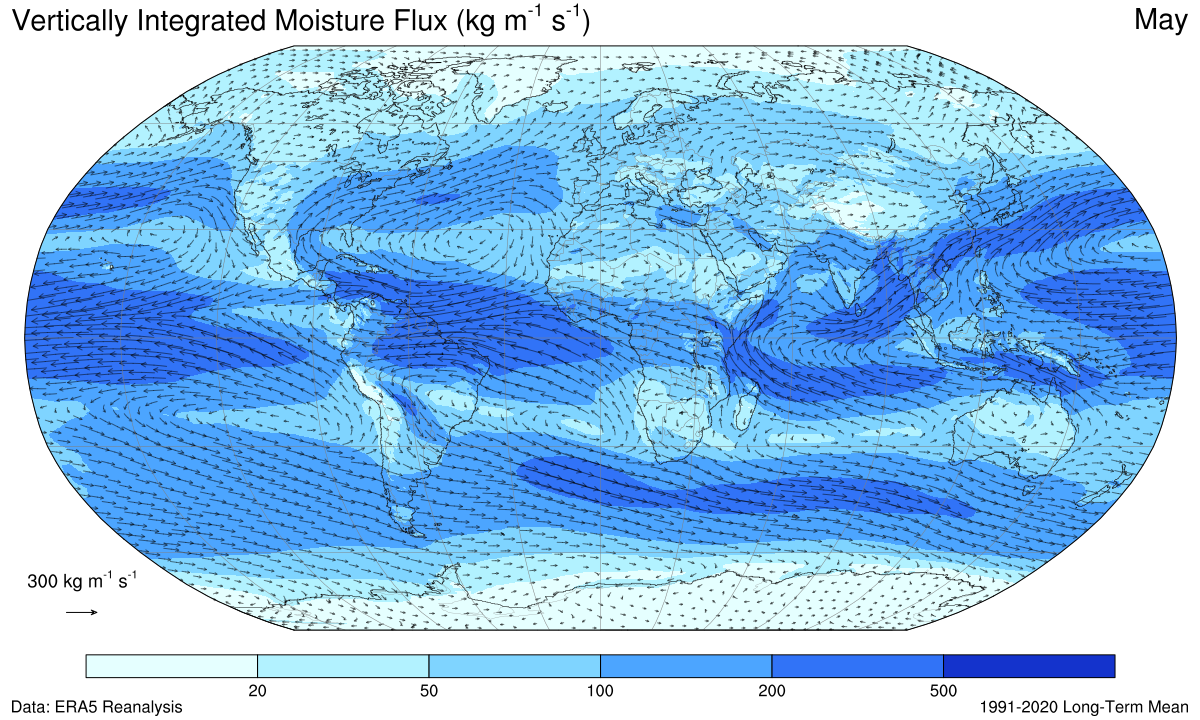 Vertically Integrated Moisture Flux (kg m⁻¹ s⁻¹)
May
300 kg m⁻¹ s⁻¹
20 50 100 200 500
Data: ERA5 Reanalysis
1991-2020 Long-Term Mean